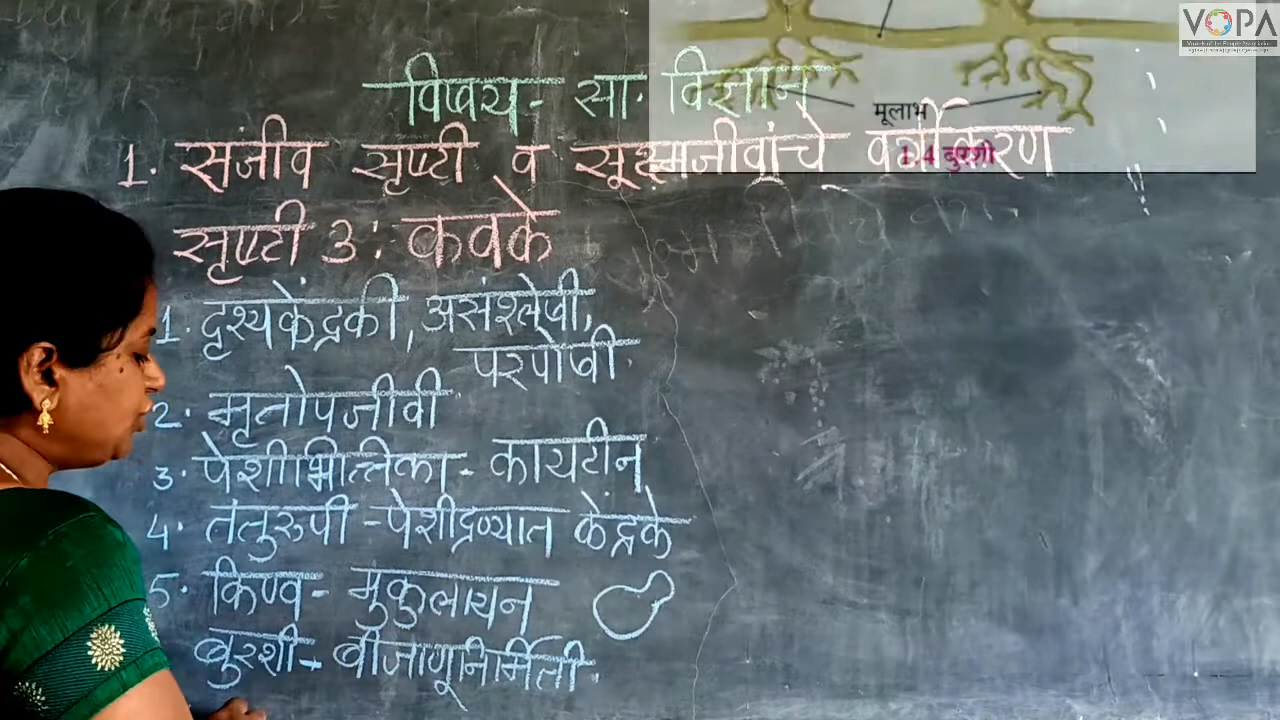 VOPA
मूलाभ
1.4 बुरशी
विषय - सा. विज्ञान
1. सजीव सृष्टी व सूक्ष्मजीवांचे वर्गीकरण
सृष्टी 3: कवके
1. दृश्यकेंद्रकी, असंश्लेषी,
परपोषी.
2. मृतोपजीवी
3. पेशीभित्तिका - कायटीन
4. तंतुरुपी - पेशीद्रव्यात केंद्रके
5. किण्व - मुकुलायन
बुरशी - बीजाणूनिर्मिती.